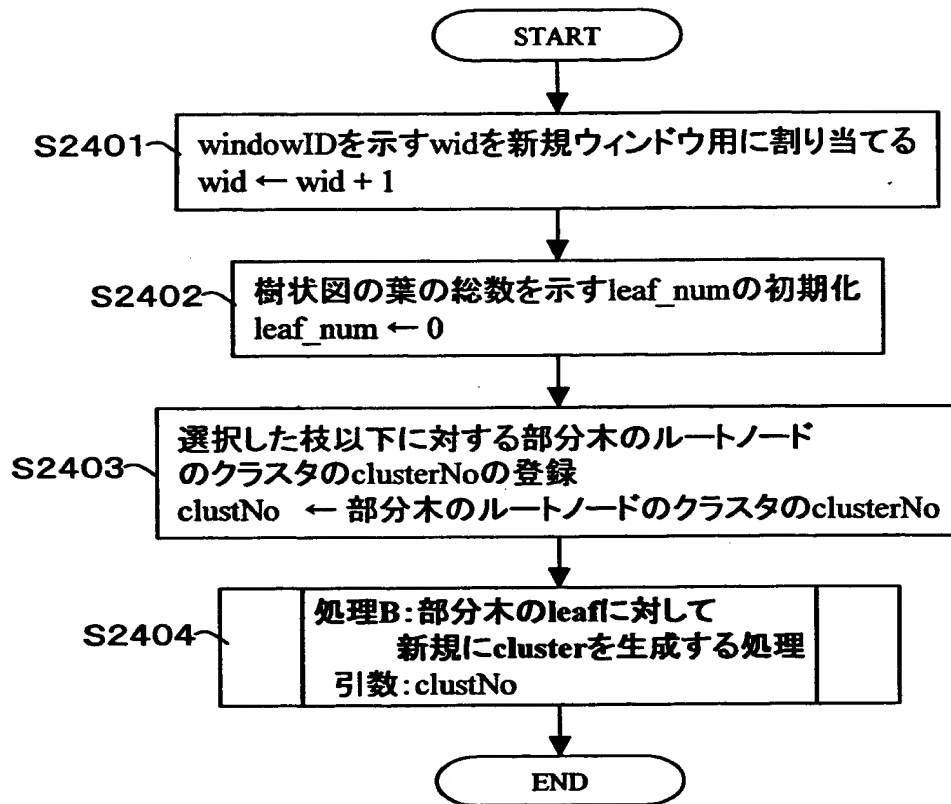 START
S2401
windowIDを示すwidを新規ウィンドウ用に割り当てる
wid ← wid + 1
S2402
樹状図の葉の総数を示すleaf_numの初期化
leaf_num ← 0
S2403
選択した枝以下に対する部分木のルートノード
のクラスタのclusterNoの登録
clustNo ← 部分木のルートノードのクラスタのclusterNo
S2404
処理B:部分木のleafに対して
新規にclusterを生成する処理
引数:clustNo
END